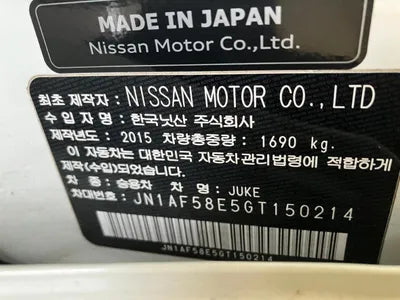 MADE IN JAPAN
Nissan Motor Co.,Ltd.
최초 제작자 : NISSAN MOTOR CO., LTD
수 입 자 명 : 한국닛산 주식회사
제작년도 : 2015 차량총중량 : 1690 kg.
이 자동차는 대한민국 자동차관리법령에 적합하게
제작(수입)되었습니다.
차 종 : 승용차 차 명 : JUKE
차대번호 : JN1AF58E5GT150214
JN1AF58E5GT150214